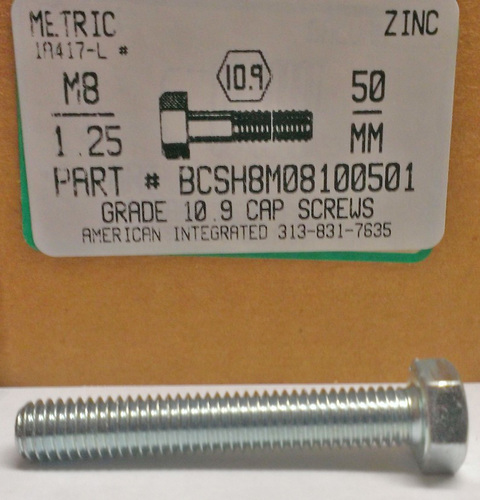 METRIC ZINC
1A417-L #
10.9
M8 50
1.25 MM
PART # BCSH8M08100501
GRADE 10.9 CAP SCREWS
AMERICAN INTEGRATED 313-831-7635